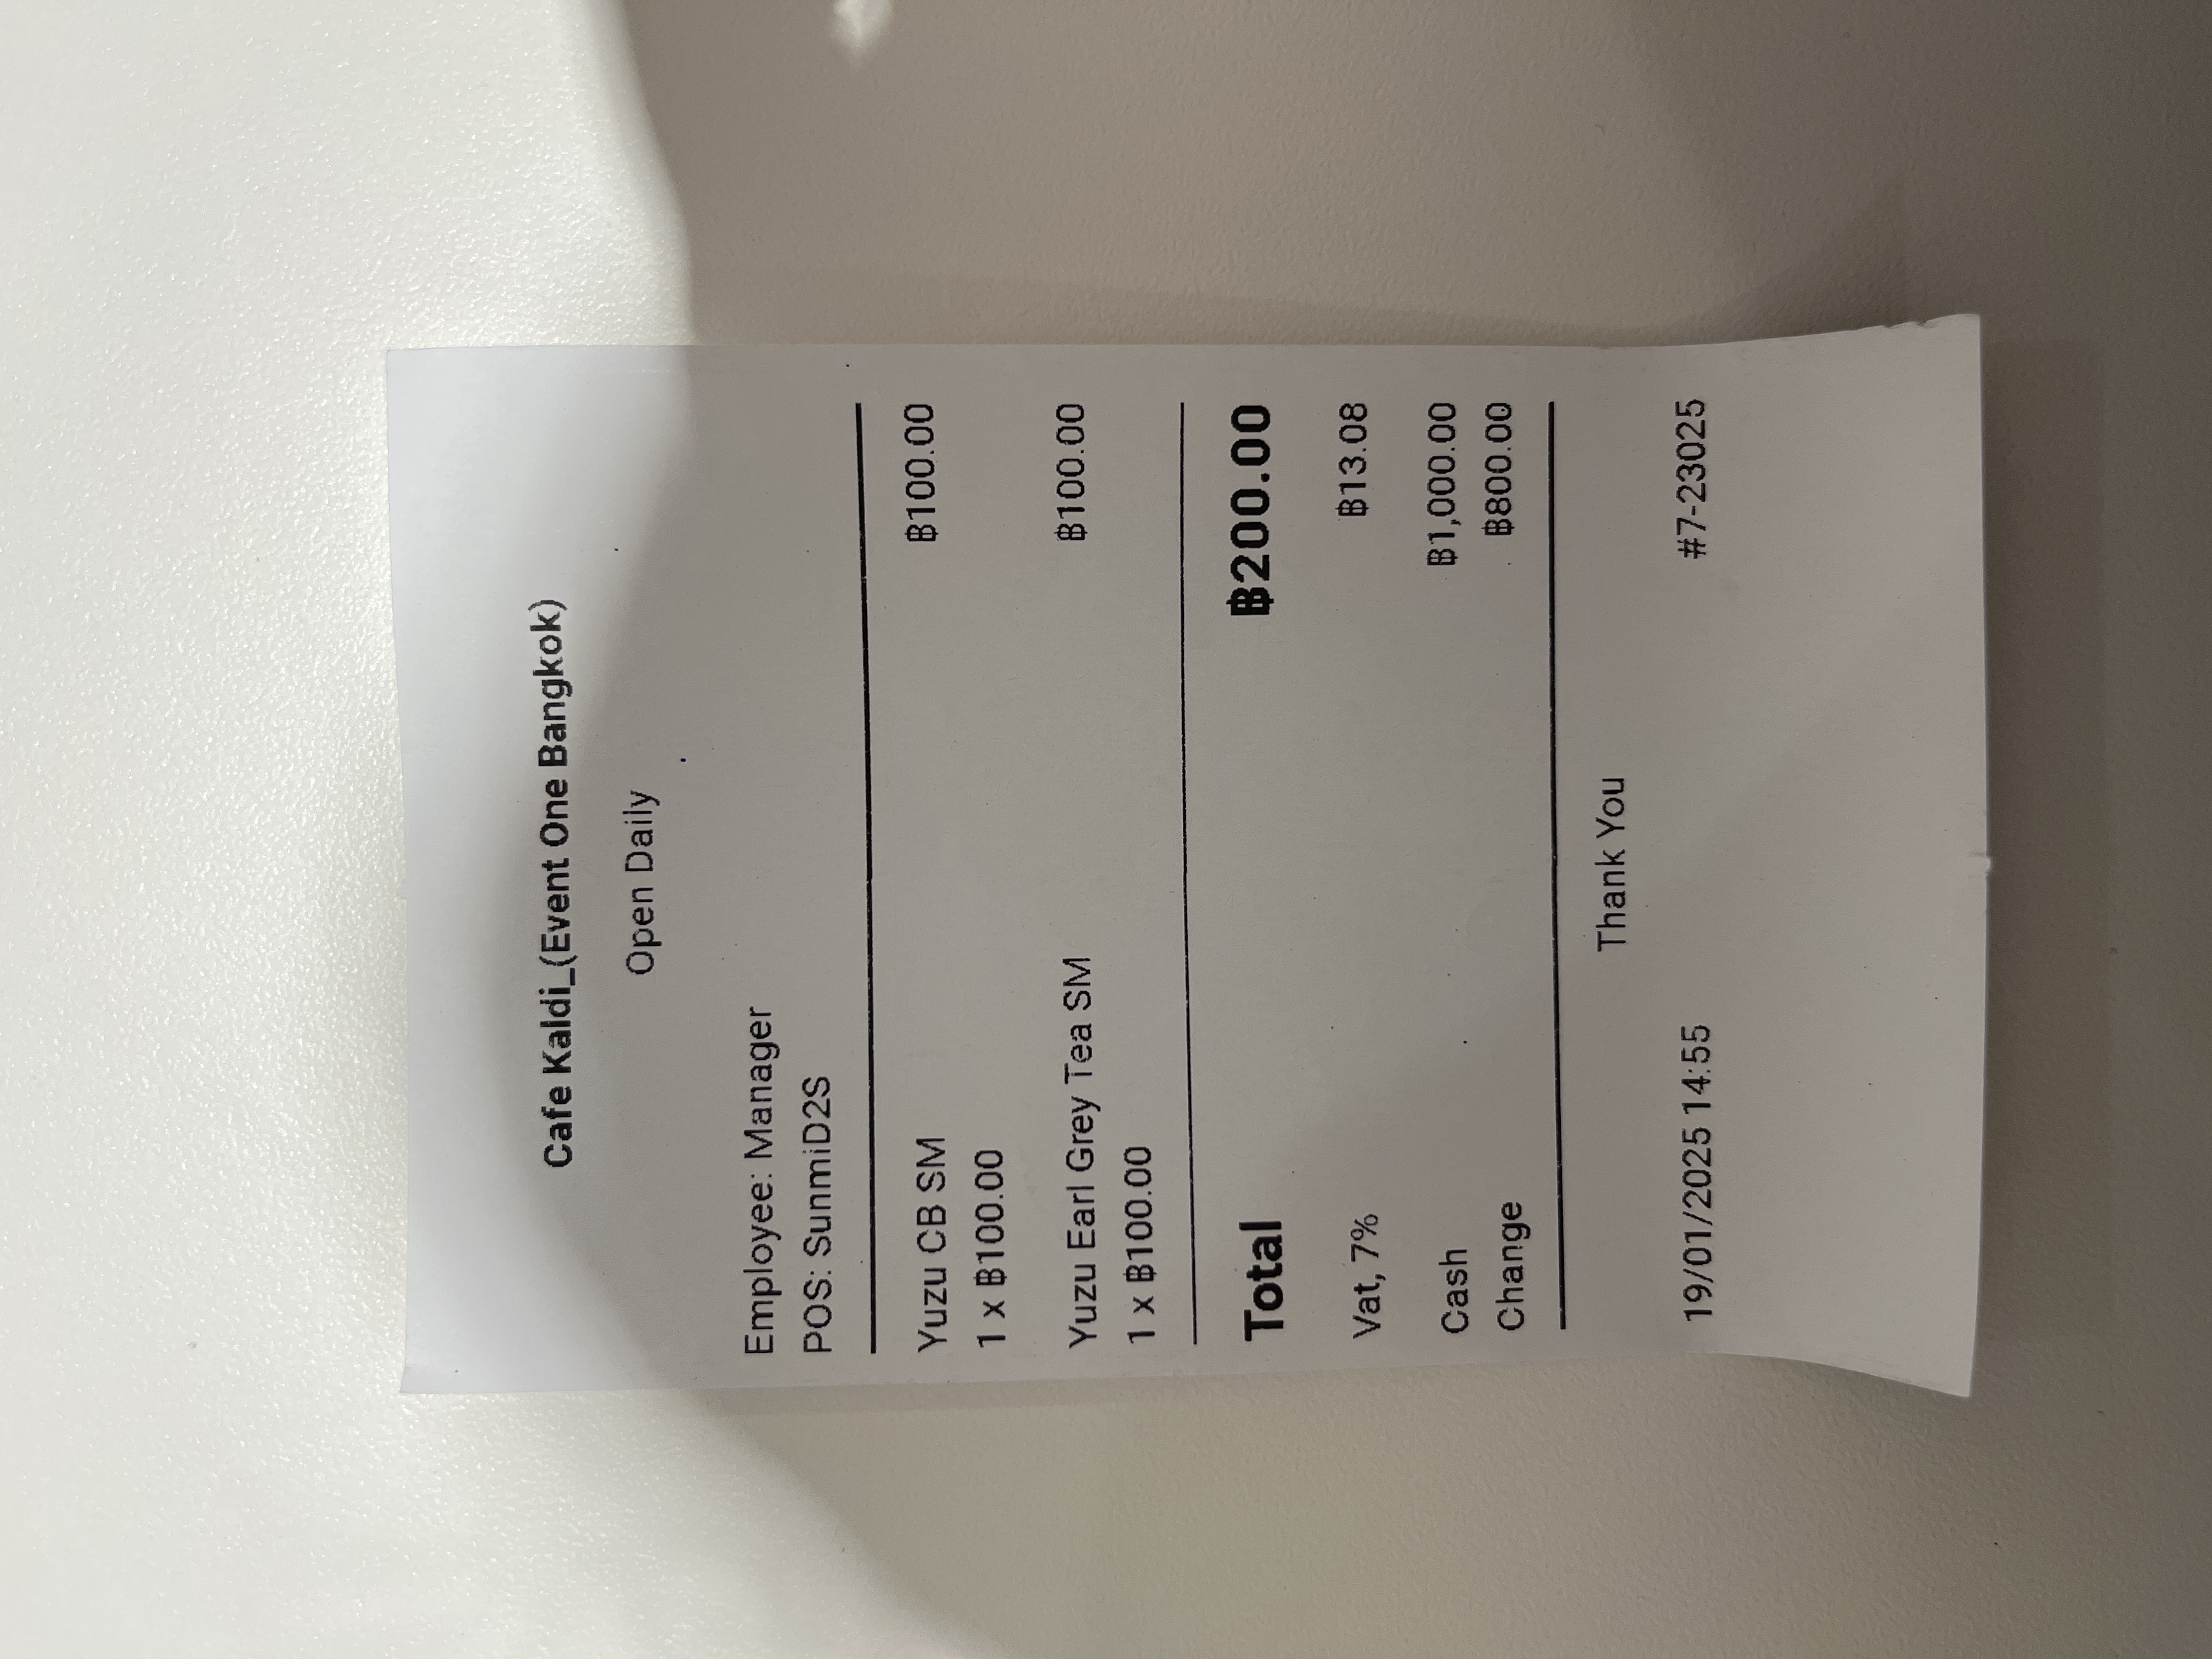 Cafe Kaldi_(Event One Bangkok)
Open Daily
Employee: Manager
POS: SunmiD2S
Yuzu CB SM ฿100.00
1 x ฿100.00
Yuzu Earl Grey Tea SM ฿100.00
1 x ฿100.00
Total ฿200.00
Vat, 7% ฿13.08
Cash ฿1,000.00
Change ฿800.00
Thank You
19/01/2025 14:55 #7-23025